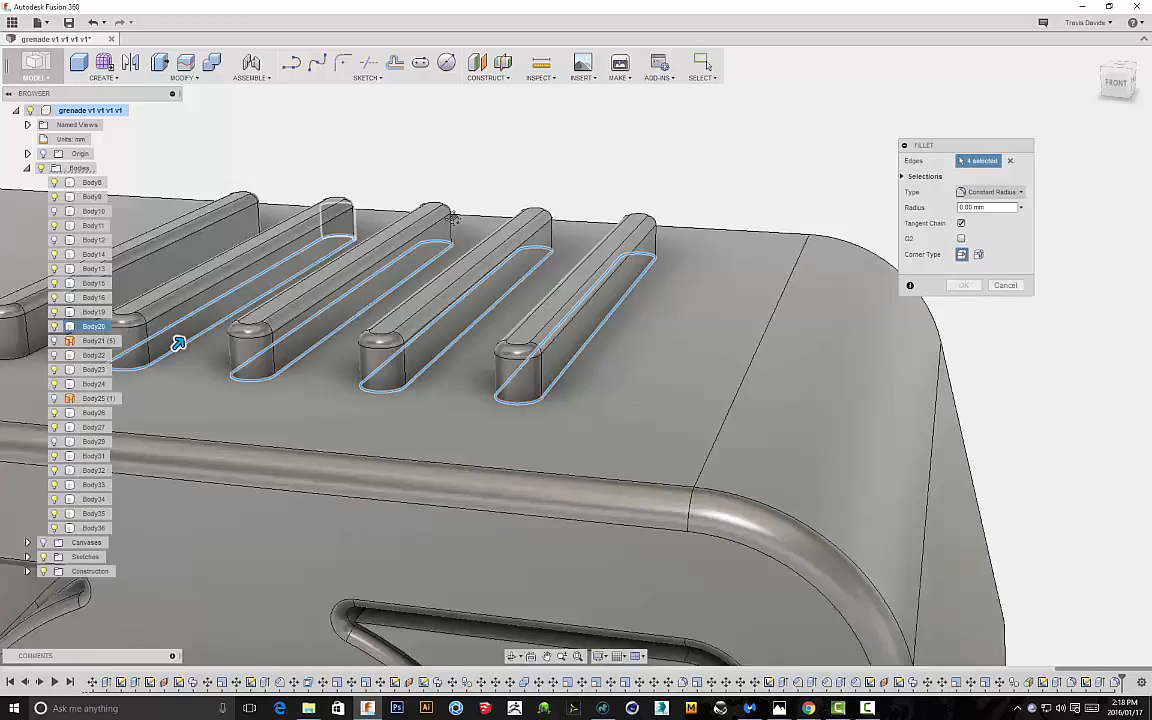 Autodesk Fusion 360
Travis Davids
grenade v1 v1 v1 v1*
MODEL
CREATE
MODIFY
ASSEMBLE
SKETCH
CONSTRUCT
INSPECT
INSERT
MAKE
ADD-INS
SELECT
BROWSER
grenade v1 v1 v1 v1
Named Views
Units: mm
Origin
Bodies
Body8
Body9
Body10
Body11
Body12
Body14
Body13
Body15
Body16
Body19
Body20
Body21 (5)
Body22
Body23
Body24
Body25 (1)
Body26
Body27
Body29
Body31
Body32
Body33
Body34
Body35
Body36
Canvases
Sketches
Construction
FRONT
FILLET
Edges 4 selected
Selections
Type Constant Radius
Radius 0.00 mm
Tangent Chain
G2
Corner Type
OK Cancel
COMMENTS
Ask me anything
2:18 PM
2016/01/17